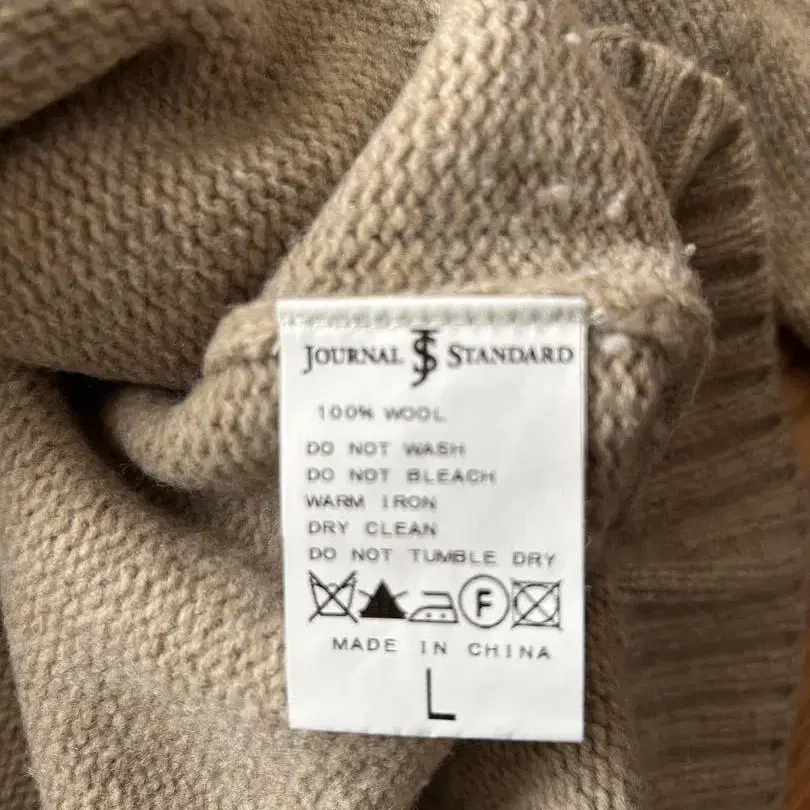 JOURNAL JS STANDARD
100% WOOL
DO NOT WASH
DO NOT BLEACH
WARM IRON
DRY CLEAN
DO NOT TUMBLE DRY
F
MADE IN CHINA
L